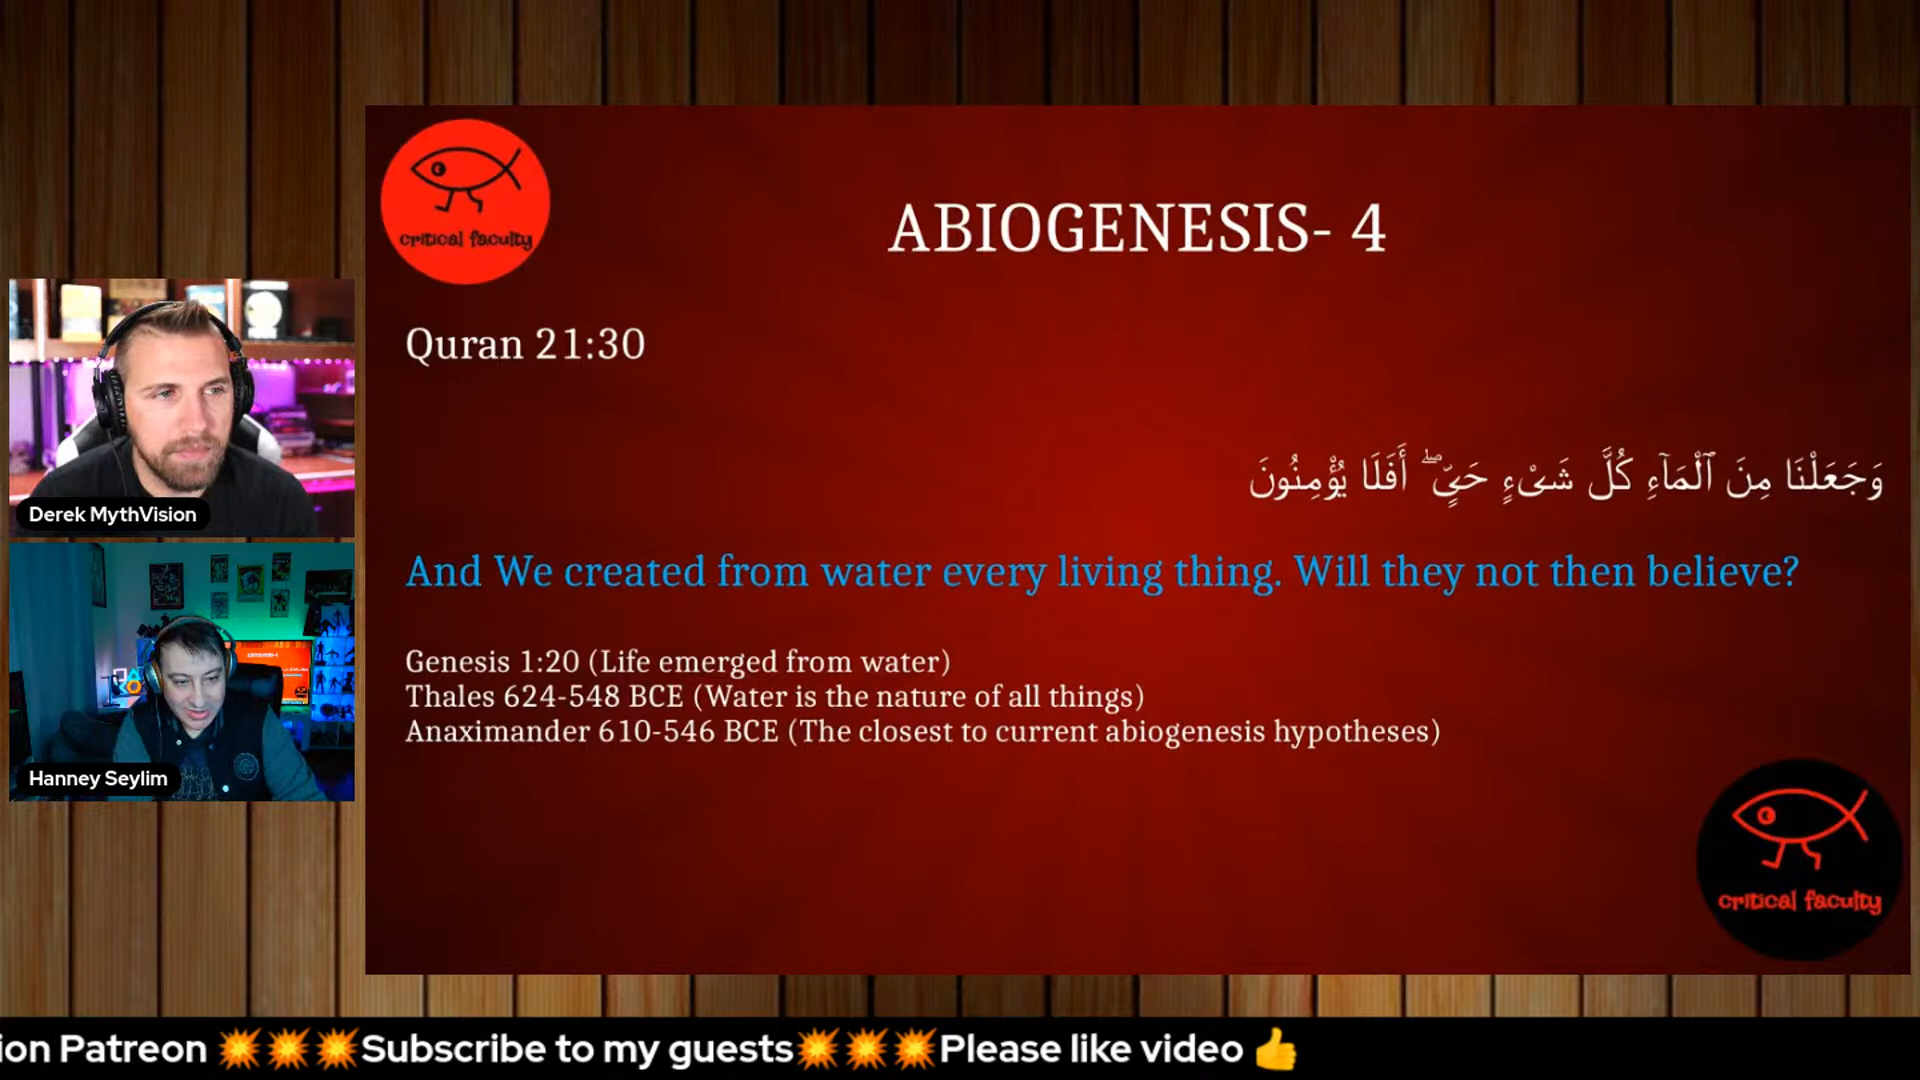 critical faculty
ABIOGENESIS- 4
Quran 21:30
وَجَعَلْنَا مِنَ ٱلْمَآءِ كُلَّ شَىْءٍ حَىٍّ ۖ أَفَلَا يُؤْمِنُونَ
And We created from water every living thing. Will they not then believe?
Genesis 1:20 (Life emerged from water)
Thales 624-548 BCE (Water is the nature of all things)
Anaximander 610-546 BCE (The closest to current abiogenesis hypotheses)
critical faculty
Derek MythVision
Hanney Seylim
ion Patreon 💥💥💥Subscribe to my guests💥💥💥Please like video 👍